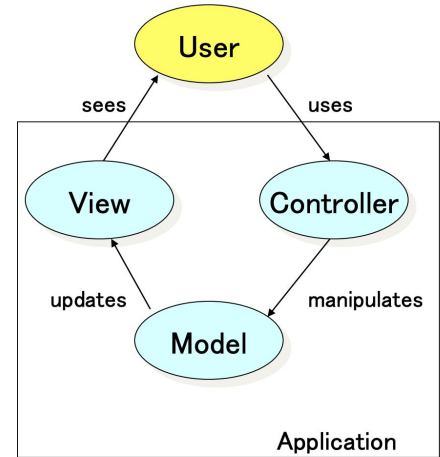 User
sees
uses
View
Controller
updates
manipulates
Model
Application